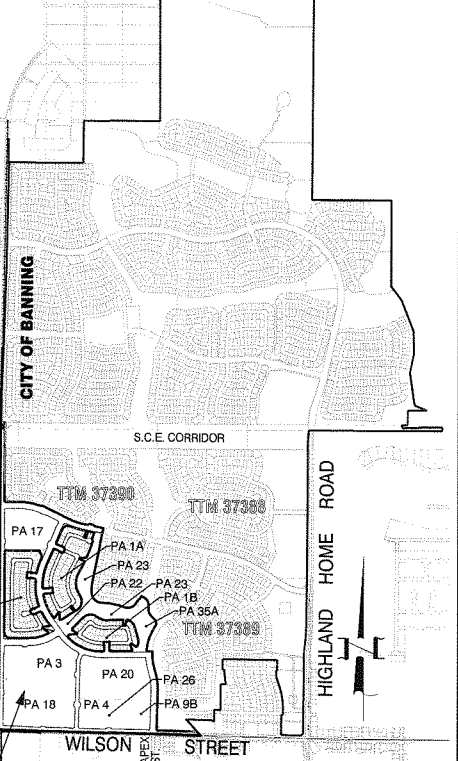 CITY OF BANNING
S.C.E. CORRIDOR
TTM 37390
TTM 37388
PA 17
PA 1A
PA 23
PA 22
PA 23
PA 1B
PA 35A
TTM 37389
HIGHLAND HOME ROAD
N
PA 3
PA 20
PA 26
PA 18
PA 4
PA 9B
WILSON STREET
APEX
ST